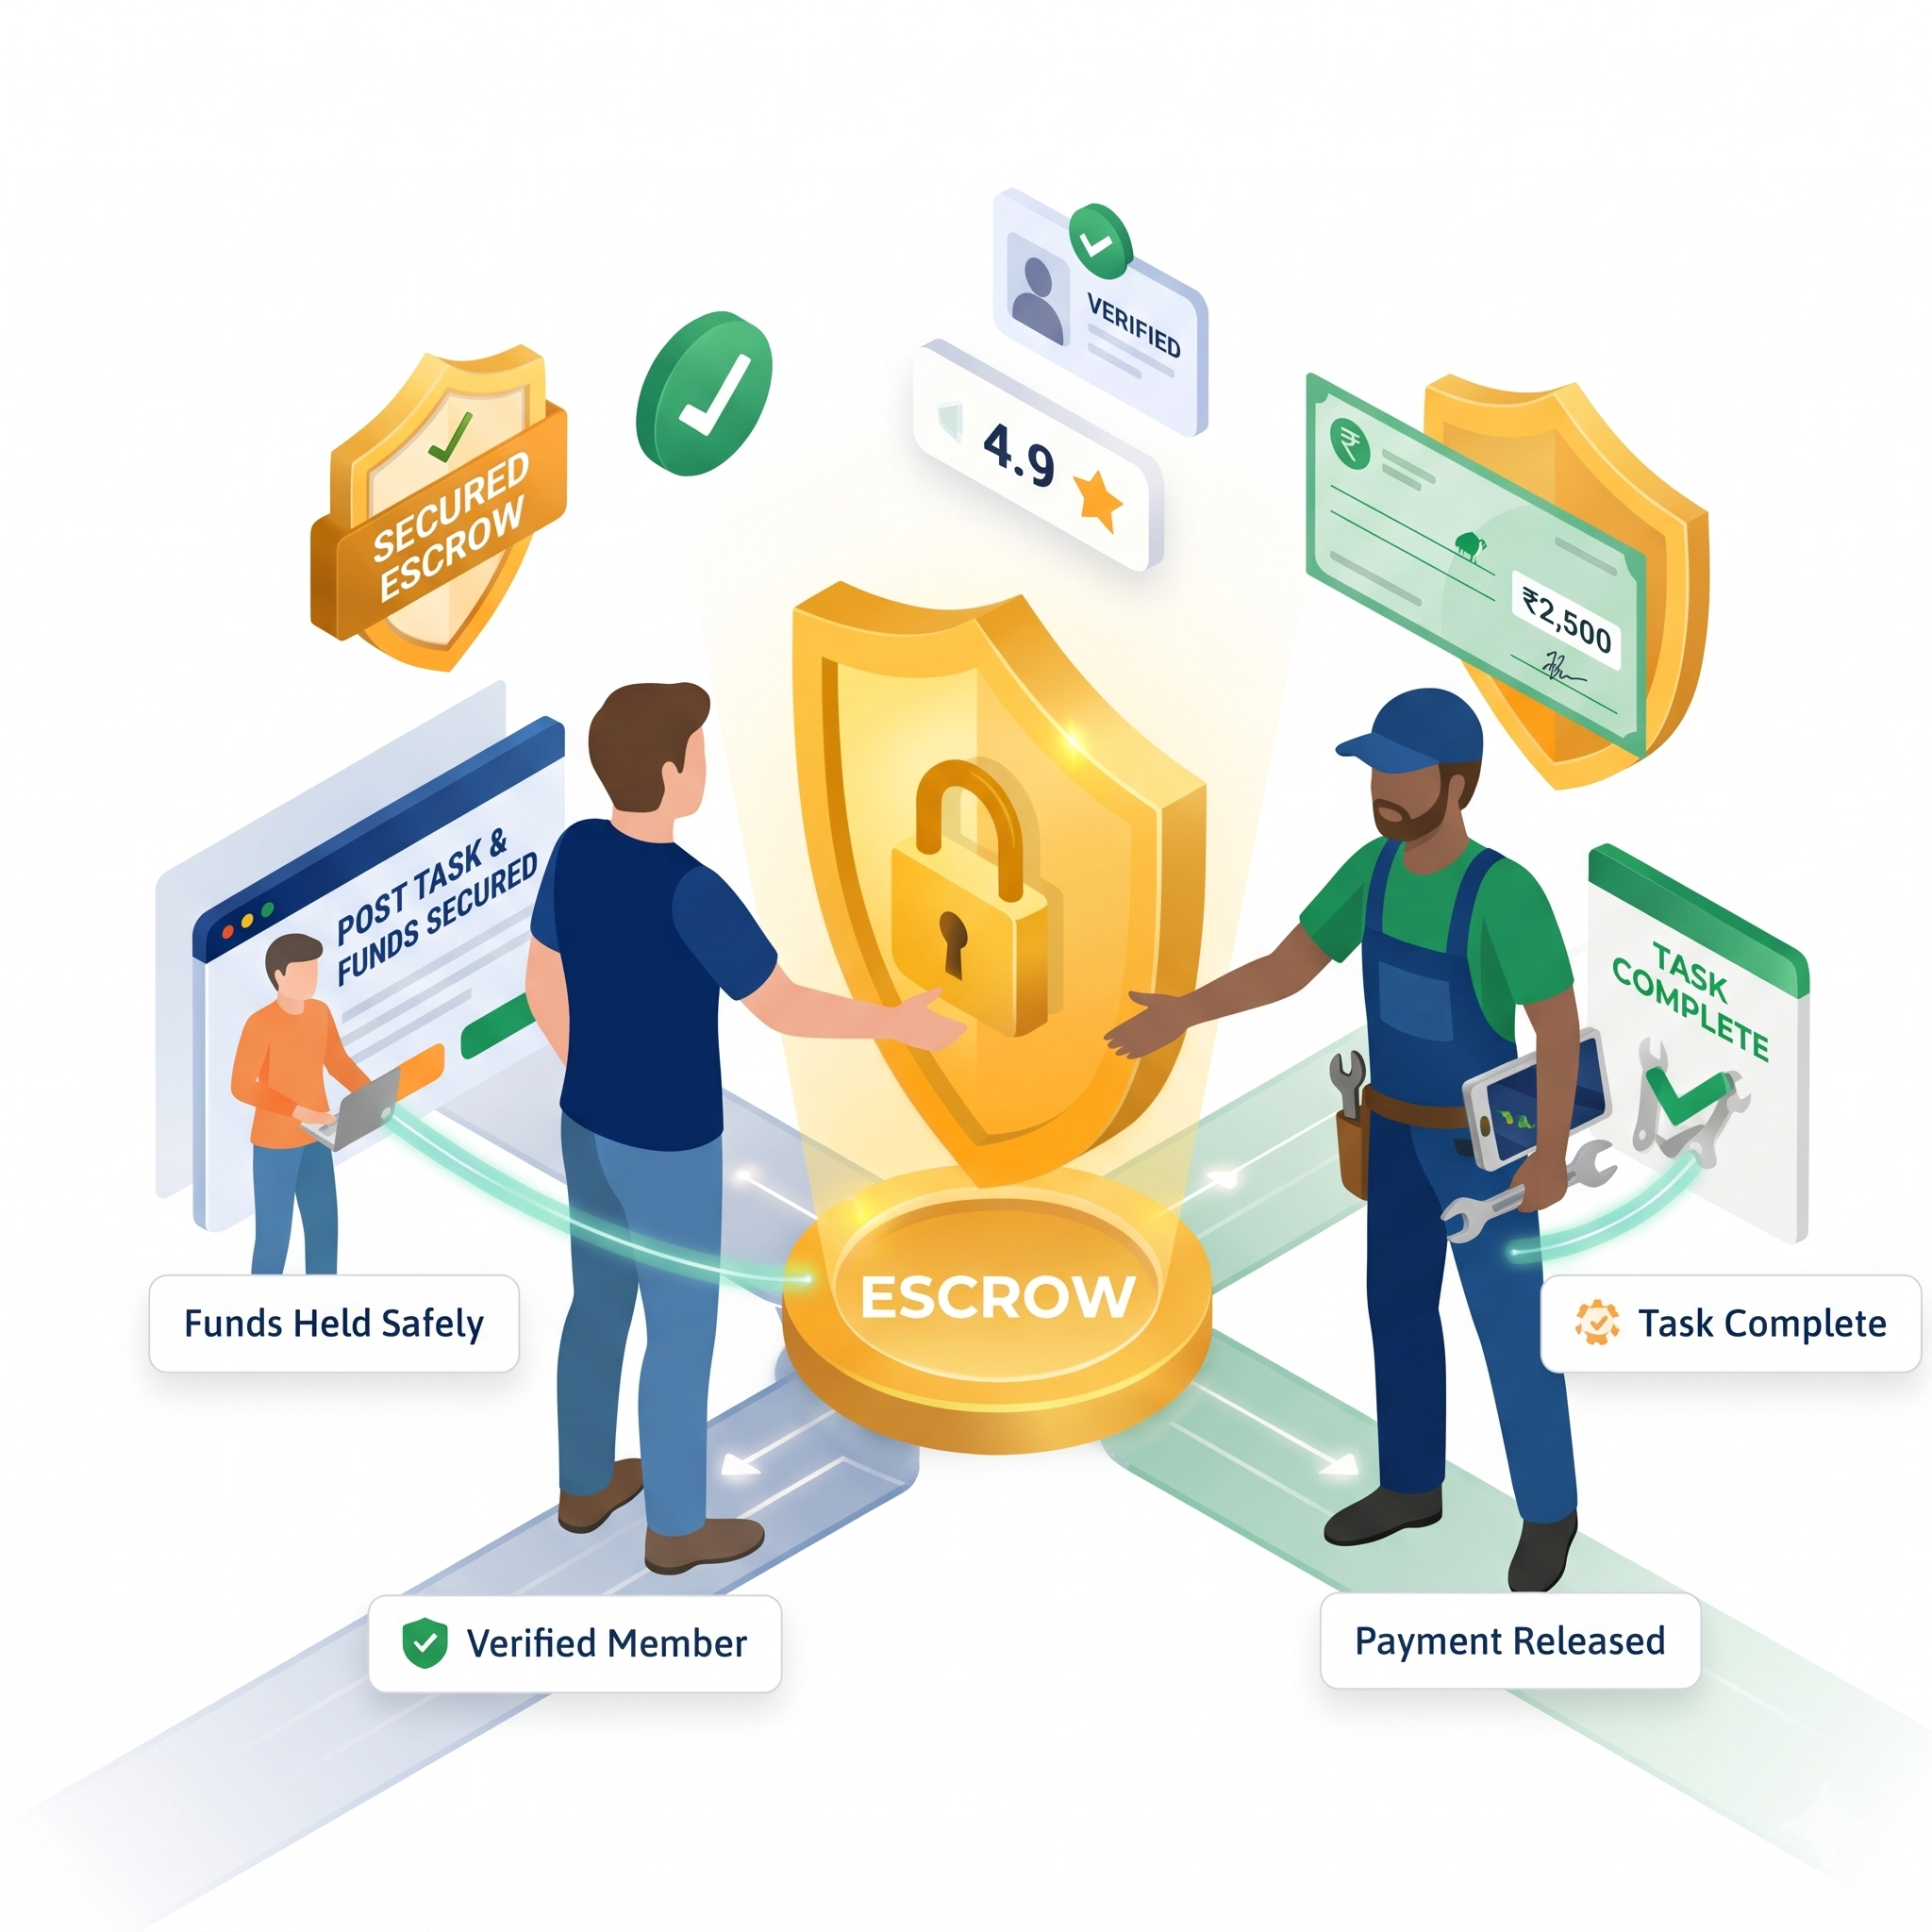 VERIFIED
4.9
SECURED
ESCROW
₹
₹2,500
POST TASK &
FUNDS SECURED
TASK
COMPLETE
ESCROW
Funds Held Safely
Task Complete
Verified Member
Payment Released